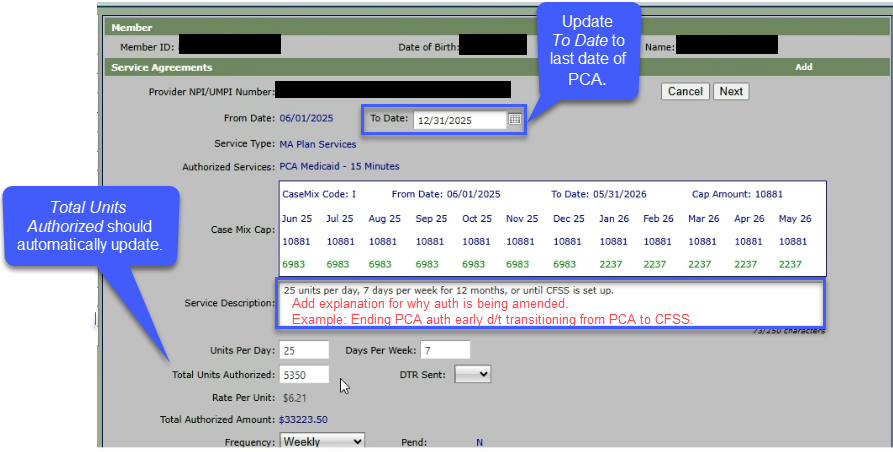 Update
To Date to
last date of
PCA.
Member
Member ID: Date of Birth: Name:
Service Agreements Add
Provider NPI/UMPI Number: Cancel Next
From Date: 06/01/2025 To Date: 12/31/2025
Service Type: MA Plan Services
Authorized Services: PCA Medicaid - 15 Minutes
Total Units
Authorized should
automatically update.
Case Mix Cap:
CaseMix Code: I From Date: 06/01/2025 To Date: 05/31/2026 Cap Amount: 10881
Jun 25 Jul 25 Aug 25 Sep 25 Oct 25 Nov 25 Dec 25 Jan 26 Feb 26 Mar 26 Apr 26 May 26
10881 10881 10881 10881 10881 10881 10881 10881 10881 10881 10881 10881
6983 6983 6983 6983 6983 6983 6983 2237 2237 2237 2237 2237
Service Description:
25 units per day, 7 days per week for 12 months, or until CFSS is set up.
Add explanation for why auth is being amended.
Example: Ending PCA auth early d/t transitioning from PCA to CFSS.
73/250 characters
Units Per Day: 25 Days Per Week: 7
Total Units Authorized: 5350 DTR Sent:
Rate Per Unit: $6.21
Total Authorized Amount: $33223.50
Frequency: Weekly Pend: N